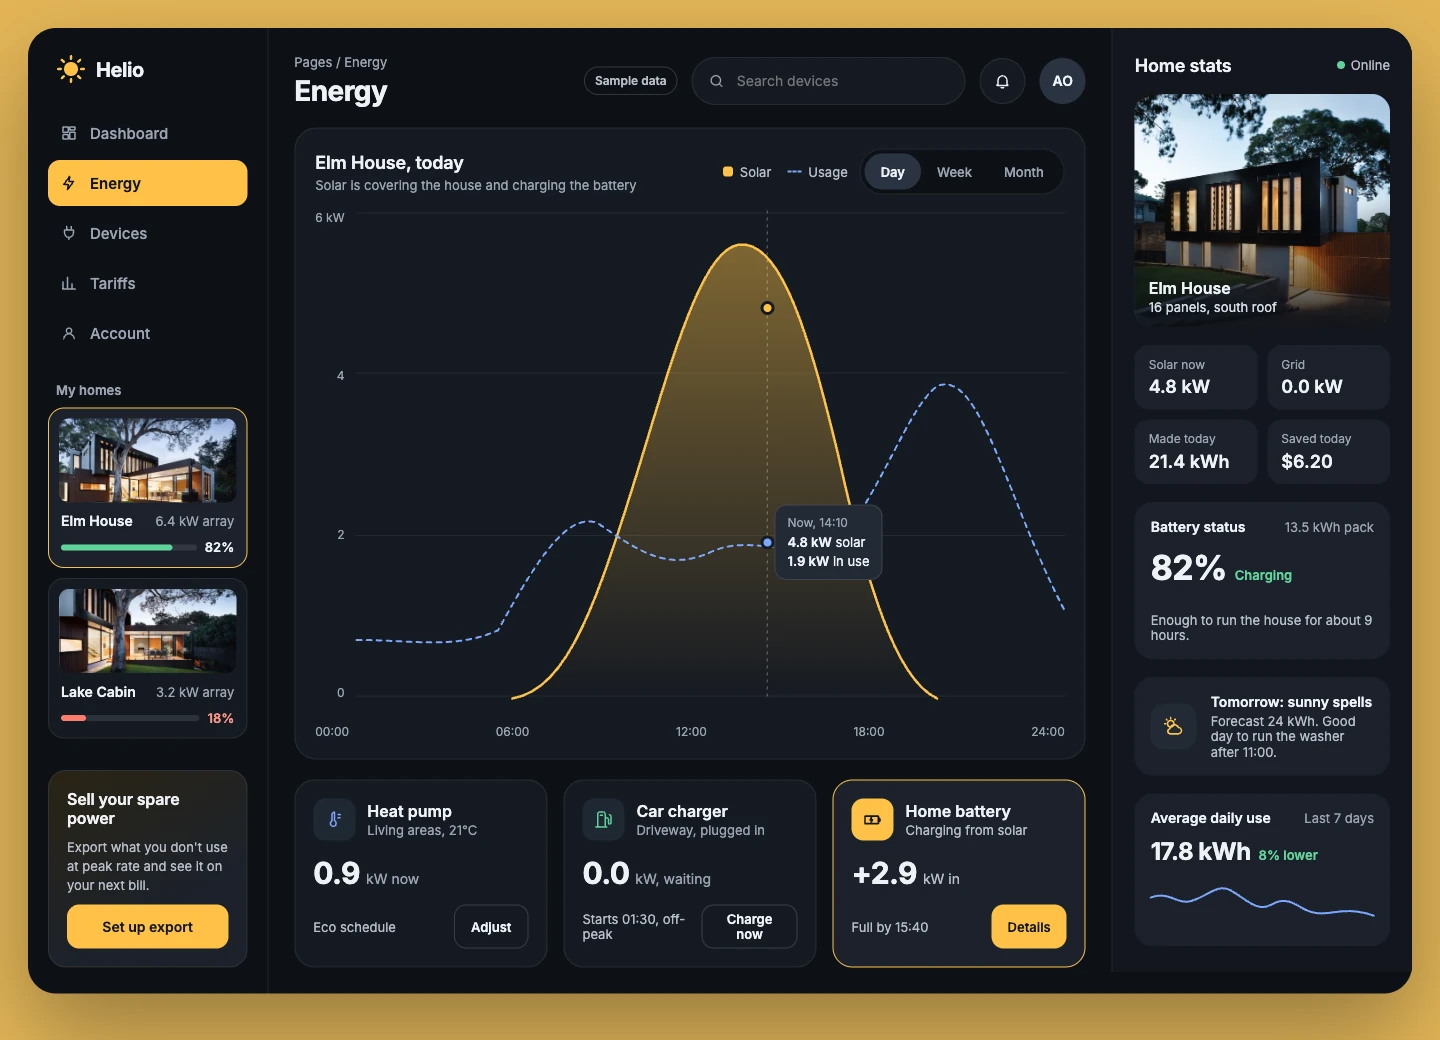 Helio
Dashboard
Energy
Devices
Tariffs
Account
My homes
Elm House 6.4 kW array
82%
Lake Cabin 3.2 kW array
18%
Sell your spare
power
Export what you don't use
at peak rate and see it on
your next bill.
Set up export
Pages / Energy
Energy
Sample data
Search devices
AO
Elm House, today
Solar is covering the house and charging the battery
Solar
Usage
Day
Week
Month
6 kW
4
2
0
Now, 14:10
4.8 kW solar
1.9 kW in use
00:00 06:00 12:00 18:00 24:00
Heat pump
Living areas, 21°C
0.9 kW now
Eco schedule
Adjust
Car charger
Driveway, plugged in
0.0 kW, waiting
Starts 01:30, off-
peak
Charge
now
Home battery
Charging from solar
+2.9 kW in
Full by 15:40
Details
Home stats
Online
Elm House
16 panels, south roof
Solar now
4.8 kW
Grid
0.0 kW
Made today
21.4 kWh
Saved today
$6.20
Battery status 13.5 kWh pack
82% Charging
Enough to run the house for about 9
hours.
Tomorrow: sunny spells
Forecast 24 kWh. Good
day to run the washer
after 11:00.
Average daily use Last 7 days
17.8 kWh 8% lower